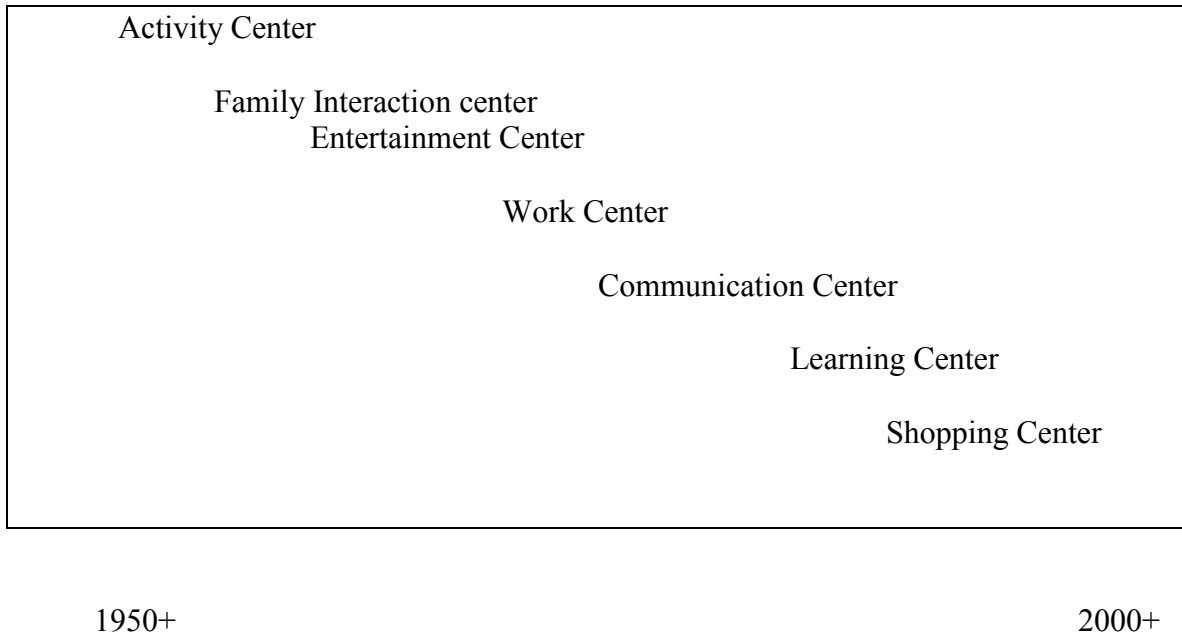 Activity Center
Family Interaction center
Entertainment Center
Work Center
Communication Center
Learning Center
Shopping Center
1950+ 2000+